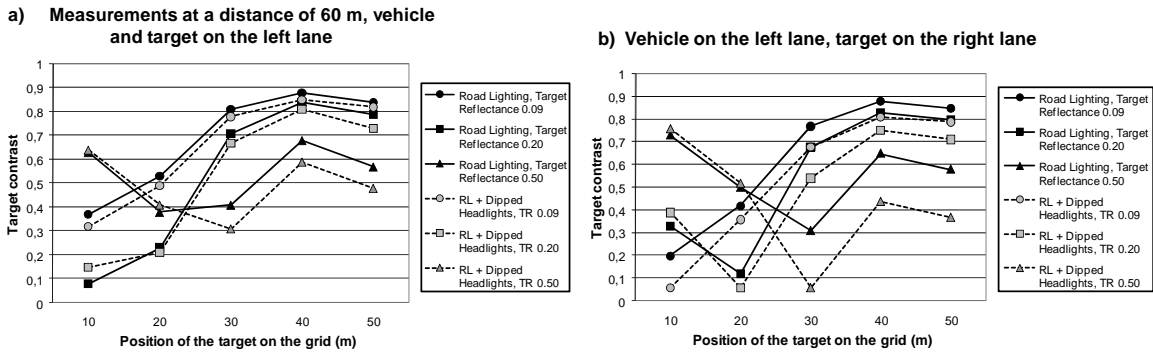 a) Measurements at a distance of 60 m, vehicle
and target on the left lane
Target contrast
1
0,9
0,8
0,7
0,6
0,5
0,4
0,3
0,2
0,1
0
10 20 30 40 50
Position of the target on the grid (m)
Road Lighting, Target
Reflectance 0.09
Road Lighting, Target
Reflectance 0.20
Road Lighting, Target
Reflectance 0.50
RL + Dipped
Headlights, TR 0.09
RL + Dipped
Headlights, TR 0.20
RL + Dipped
Headlights, TR 0.50
b) Vehicle on the left lane, target on the right lane
Target contrast
1
0,9
0,8
0,7
0,6
0,5
0,4
0,3
0,2
0,1
0
10 20 30 40 50
Position of the target on the grid (m)
Road Lighting, Target
Reflectance 0.09
Road Lighting, Target
Reflectance 0.20
Road Lighting, Target
Reflectance 0.50
RL + Dipped
Headlights, TR 0.09
RL + Dipped
Headlights, TR 0.20
RL + Dipped
Headlights, TR 0.50